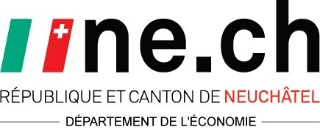 ne.ch
RÉPUBLIQUE ET CANTON DE NEUCHÂTEL
DÉPARTEMENT DE L'ÉCONOMIE